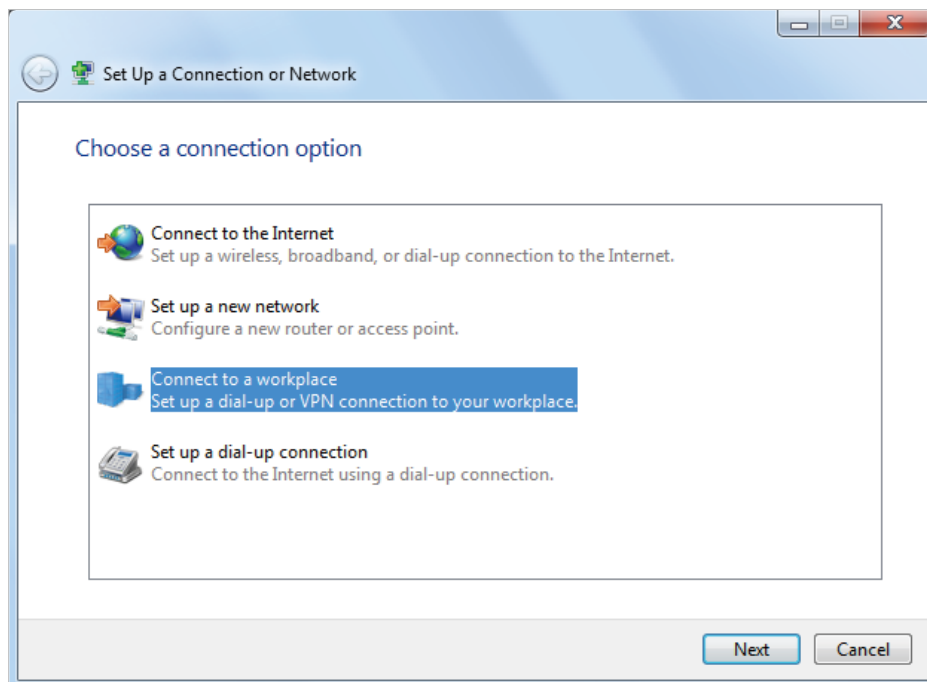 Set Up a Connection or Network
Choose a connection option
Connect to the Internet
Set up a wireless, broadband, or dial-up connection to the Internet.
Set up a new network
Configure a new router or access point.
Connect to a workplace
Set up a dial-up or VPN connection to your workplace.
Set up a dial-up connection
Connect to the Internet using a dial-up connection.
Next Cancel